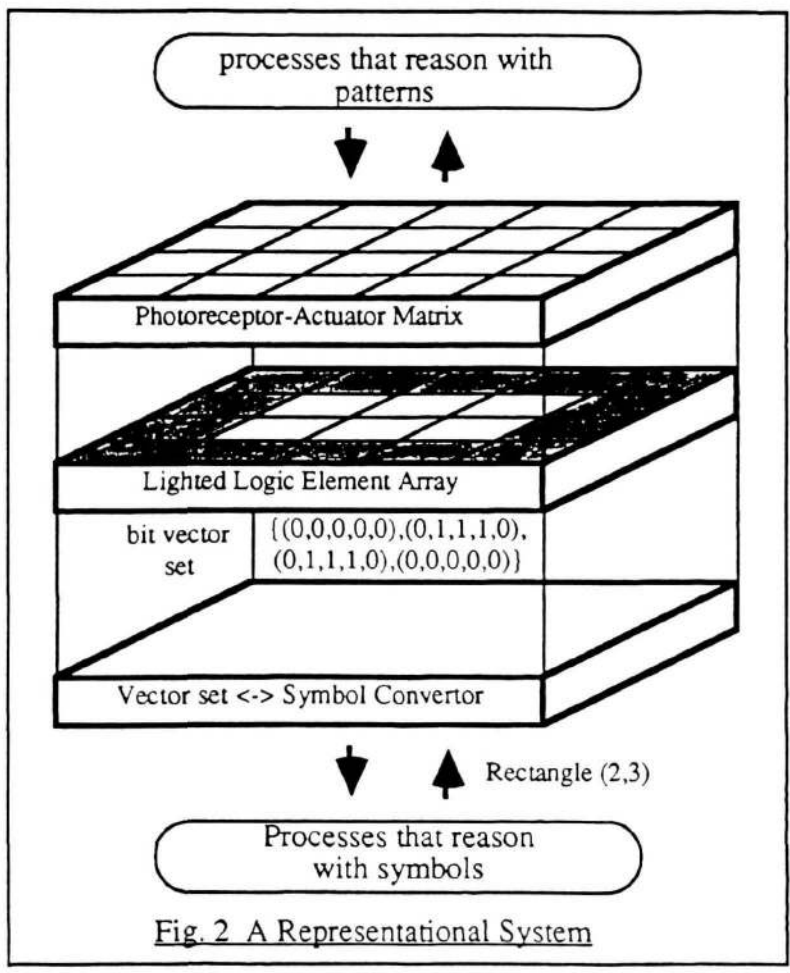 processes that reason with
patterns
Photoreceptor-Actuator Matrix
Lighted Logic Element Array
bit vector
set
{(0,0,0,0,0),(0,1,1,1,0),
(0,1,1,1,0),(0,0,0,0,0)}
Vector set <-> Symbol Convertor
Rectangle (2,3)
Processes that reason
with symbols
Fig. 2 A Representational System